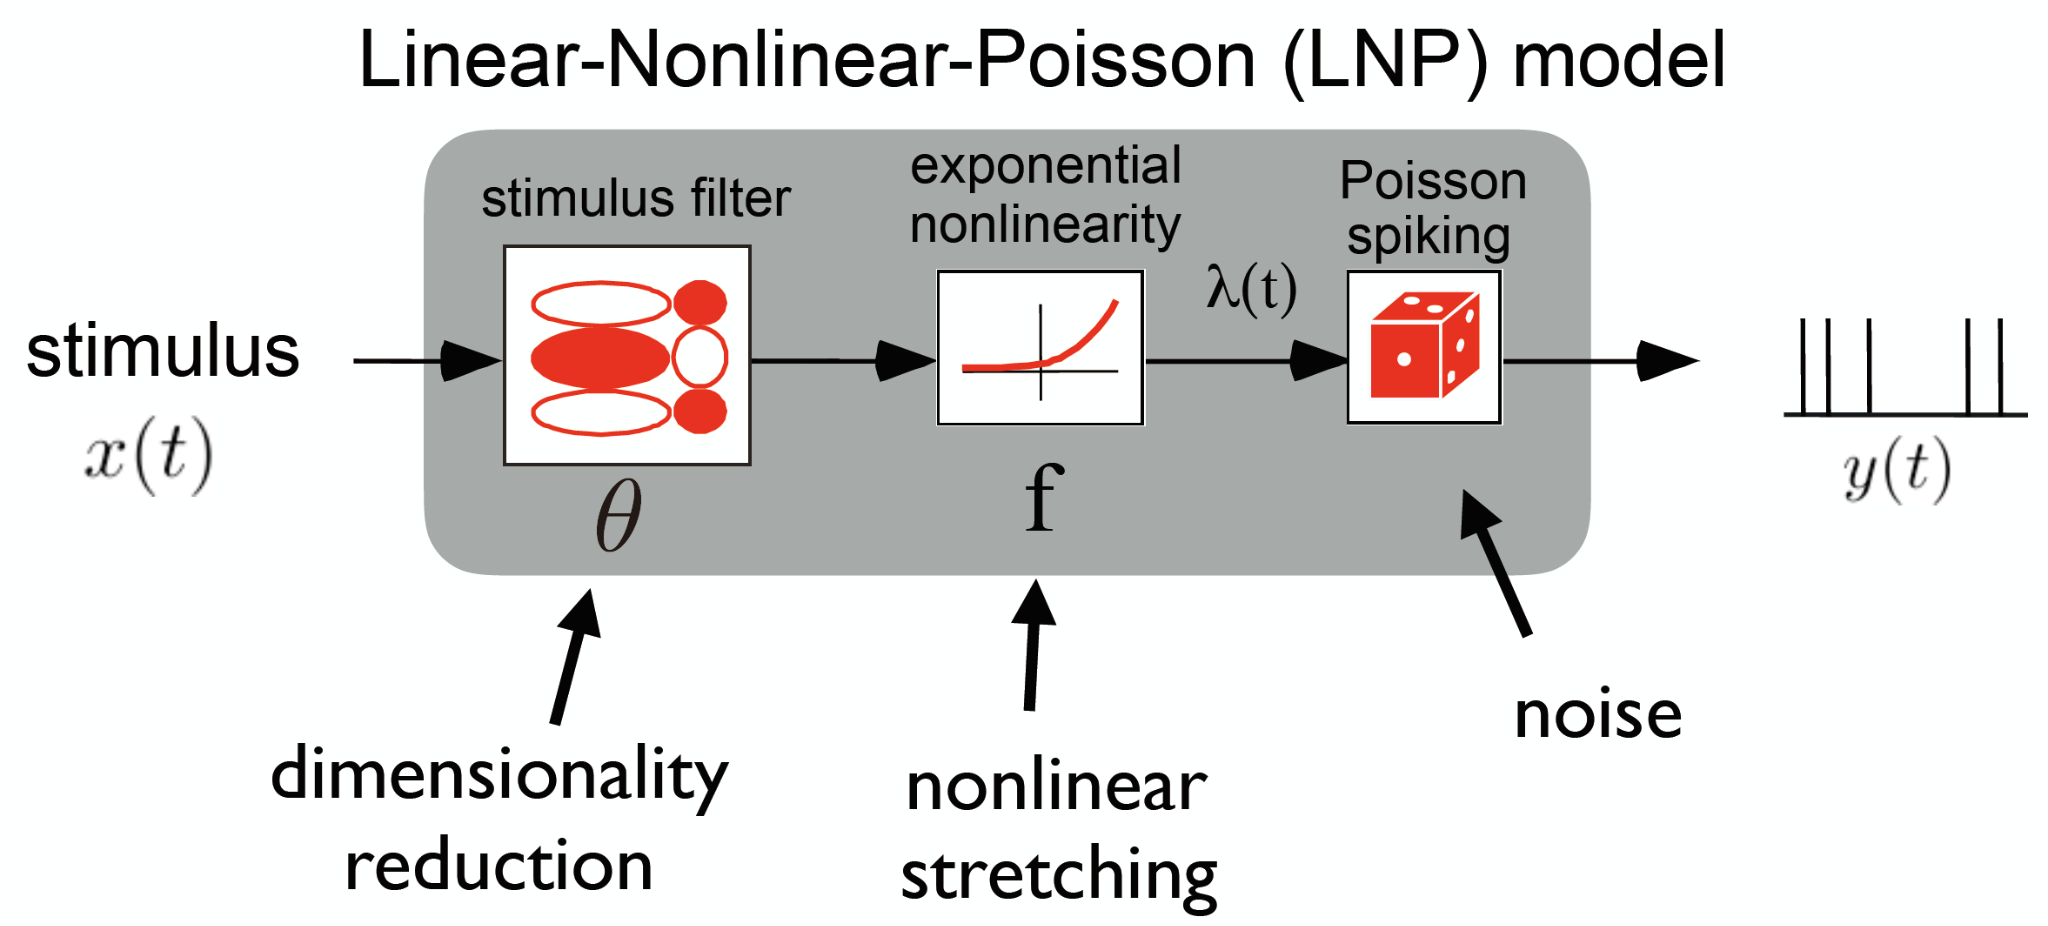 Linear-Nonlinear-Poisson (LNP) model
stimulus filter
exponential
nonlinearity
Poisson
spiking
λ(t)
stimulus
x(t)
θ
f
y(t)
dimensionality
reduction
nonlinear
stretching
noise